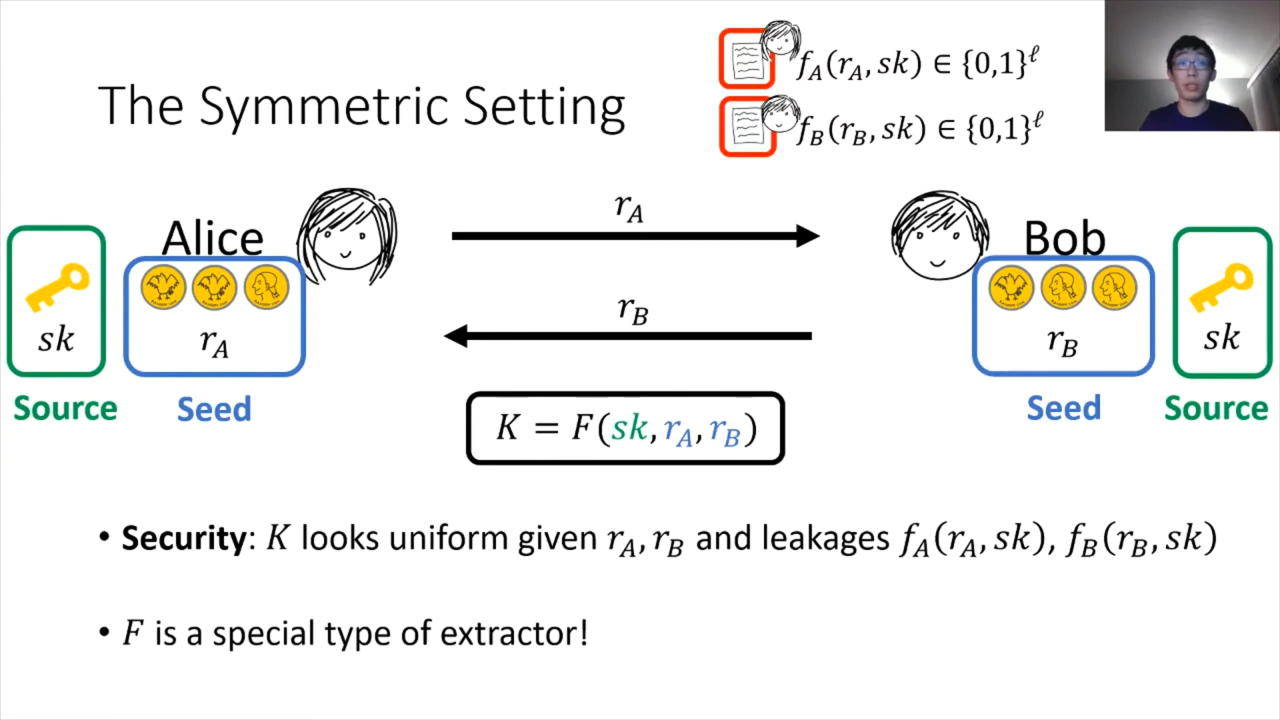 The Symmetric Setting
f_A(r_A, sk) ∈ {0,1}^ℓ
f_B(r_B, sk) ∈ {0,1}^ℓ
Alice
r_A
Bob
sk
r_A
r_B
r_B
sk
Source
Seed
Seed
Source
K = F(sk, r_A, r_B)
• Security: K looks uniform given r_A, r_B and leakages f_A(r_A, sk), f_B(r_B, sk)
• F is a special type of extractor!